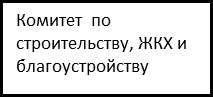 Комитет по
строительству, ЖКХ и
благоустройству